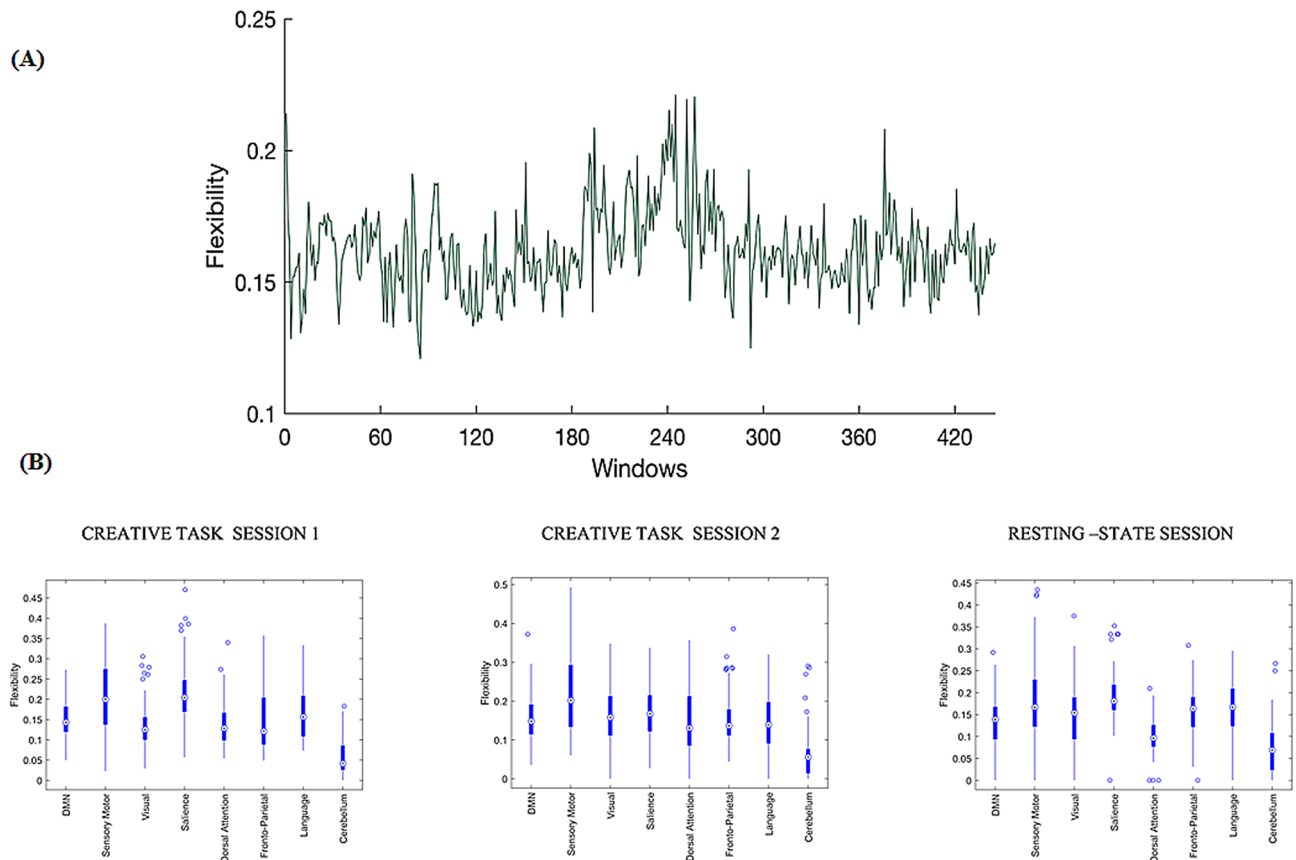 (A)
0.25
0.2
0.15
0.1
Flexibility
0 60 120 180 240 300 360 420
Windows
(B)
CREATIVE TASK SESSION 1
0.45
0.4
0.35
0.3
0.25
0.2
0.15
0.1
0.05
0
Flexibility
DMN
Sensory Motor
Visual
Salience
Dorsal Attention
Fronto-Parietal
Language
Cerebellum
CREATIVE TASK SESSION 2
0.5
0.4
0.3
0.2
0.1
0
Flexibility
DMN
Sensory Motor
Visual
Salience
Dorsal Attention
Fronto-Parietal
Language
Cerebellum
RESTING –STATE SESSION
0.45
0.4
0.35
0.3
0.25
0.2
0.15
0.1
0.05
0
Flexibility
DMN
Sensory Motor
Visual
Salience
Dorsal Attention
Fronto-Parietal
Language
Cerebellum